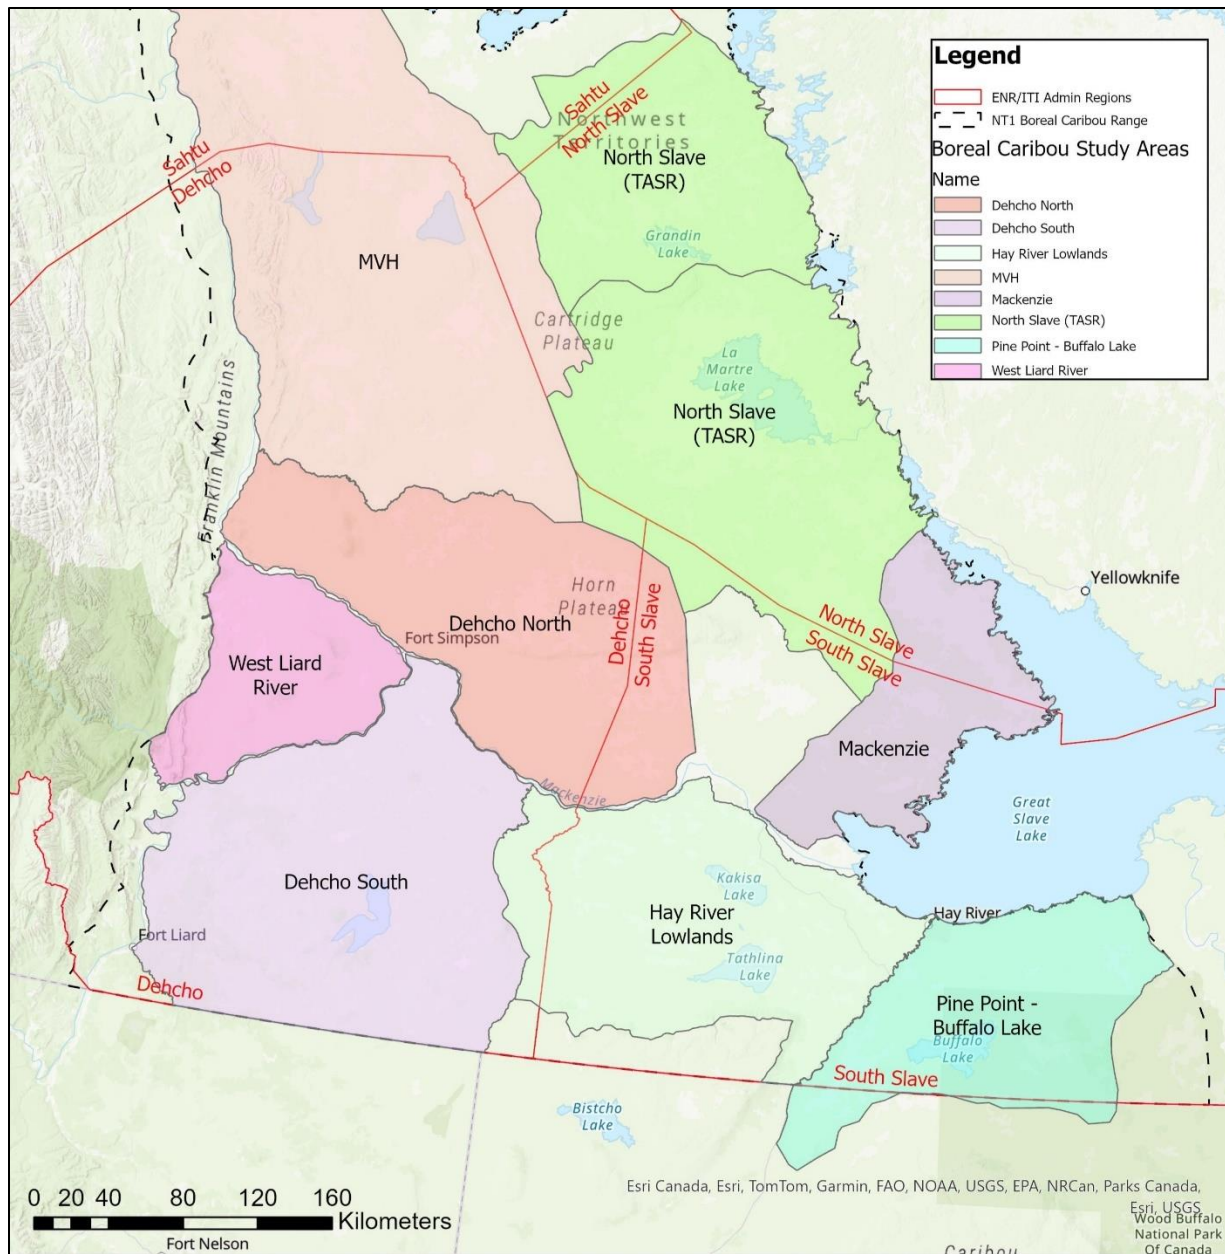 Legend
ENR/ITI Admin Regions
NT1 Boreal Caribou Range
Boreal Caribou Study Areas
Name
Dehcho North
Dehcho South
Hay River Lowlands
MVH
Mackenzie
North Slave (TASR)
Pine Point - Buffalo Lake
West Liard River
Sahtu
North Slave
Northwest
Territories
North Slave
(TASR)
Sahtu
Dehcho
Grandin
Lake
MVH
Cartridge
Plateau
La
Martre
Lake
North Slave
(TASR)
Franklin Mountains
Yellowknife
Horn
Plateau
Dehcho
South Slave
Dehcho North
Fort Simpson
North Slave
South Slave
West Liard
River
Mackenzie
Mackenzie
Great
Slave
Lake
Dehcho South
Kakisa
Lake
Hay River
Lowlands
Hay River
Fort Liard
Tathlina
Lake
Dehcho
Pine Point -
Buffalo Lake
Buffalo
Lake
South Slave
Bistcho
Lake
Esri Canada, Esri, TomTom, Garmin, FAO, NOAA, USGS, EPA, NRCan, Parks Canada,
Esri, USGS
0 20 40 80 120 160
Kilometers
Wood Buffalo
National Park
Of Canada
Fort Nelson
Caribou